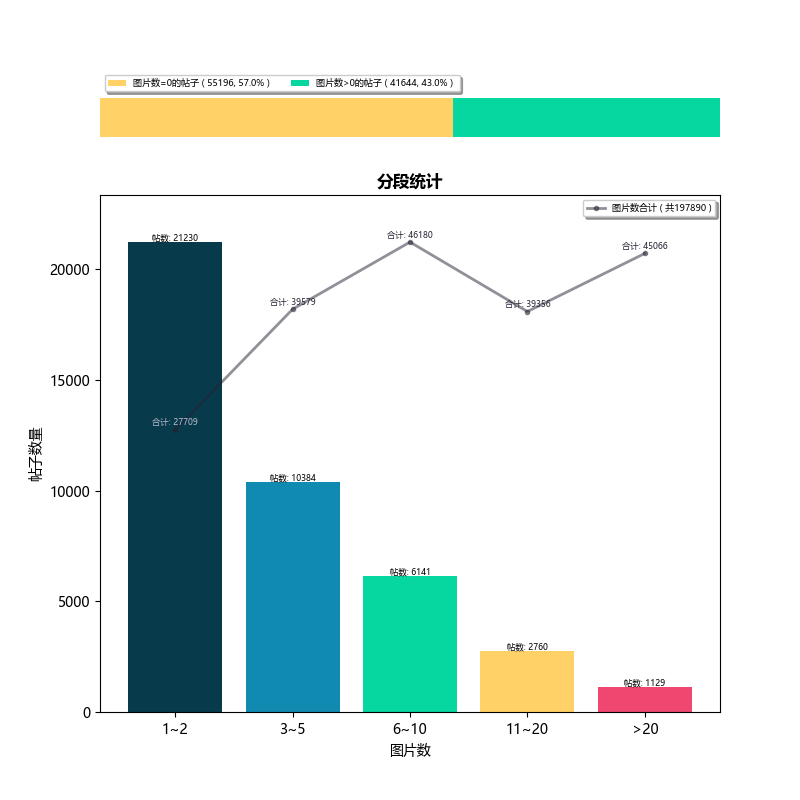 图片数=0的帖子 ( 55196, 57.0% ) 图片数>0的帖子 ( 41644, 43.0% )
分段统计
图片数合计 ( 共197890 )
帖数: 21230
合计: 46180
合计: 45066
合计: 39579
合计: 39356
合计: 27709
帖数: 10384
帖数: 6141
帖数: 2760
帖数: 1129
帖子数量
20000
15000
10000
5000
0
1~2 3~5 6~10 11~20 >20
图片数